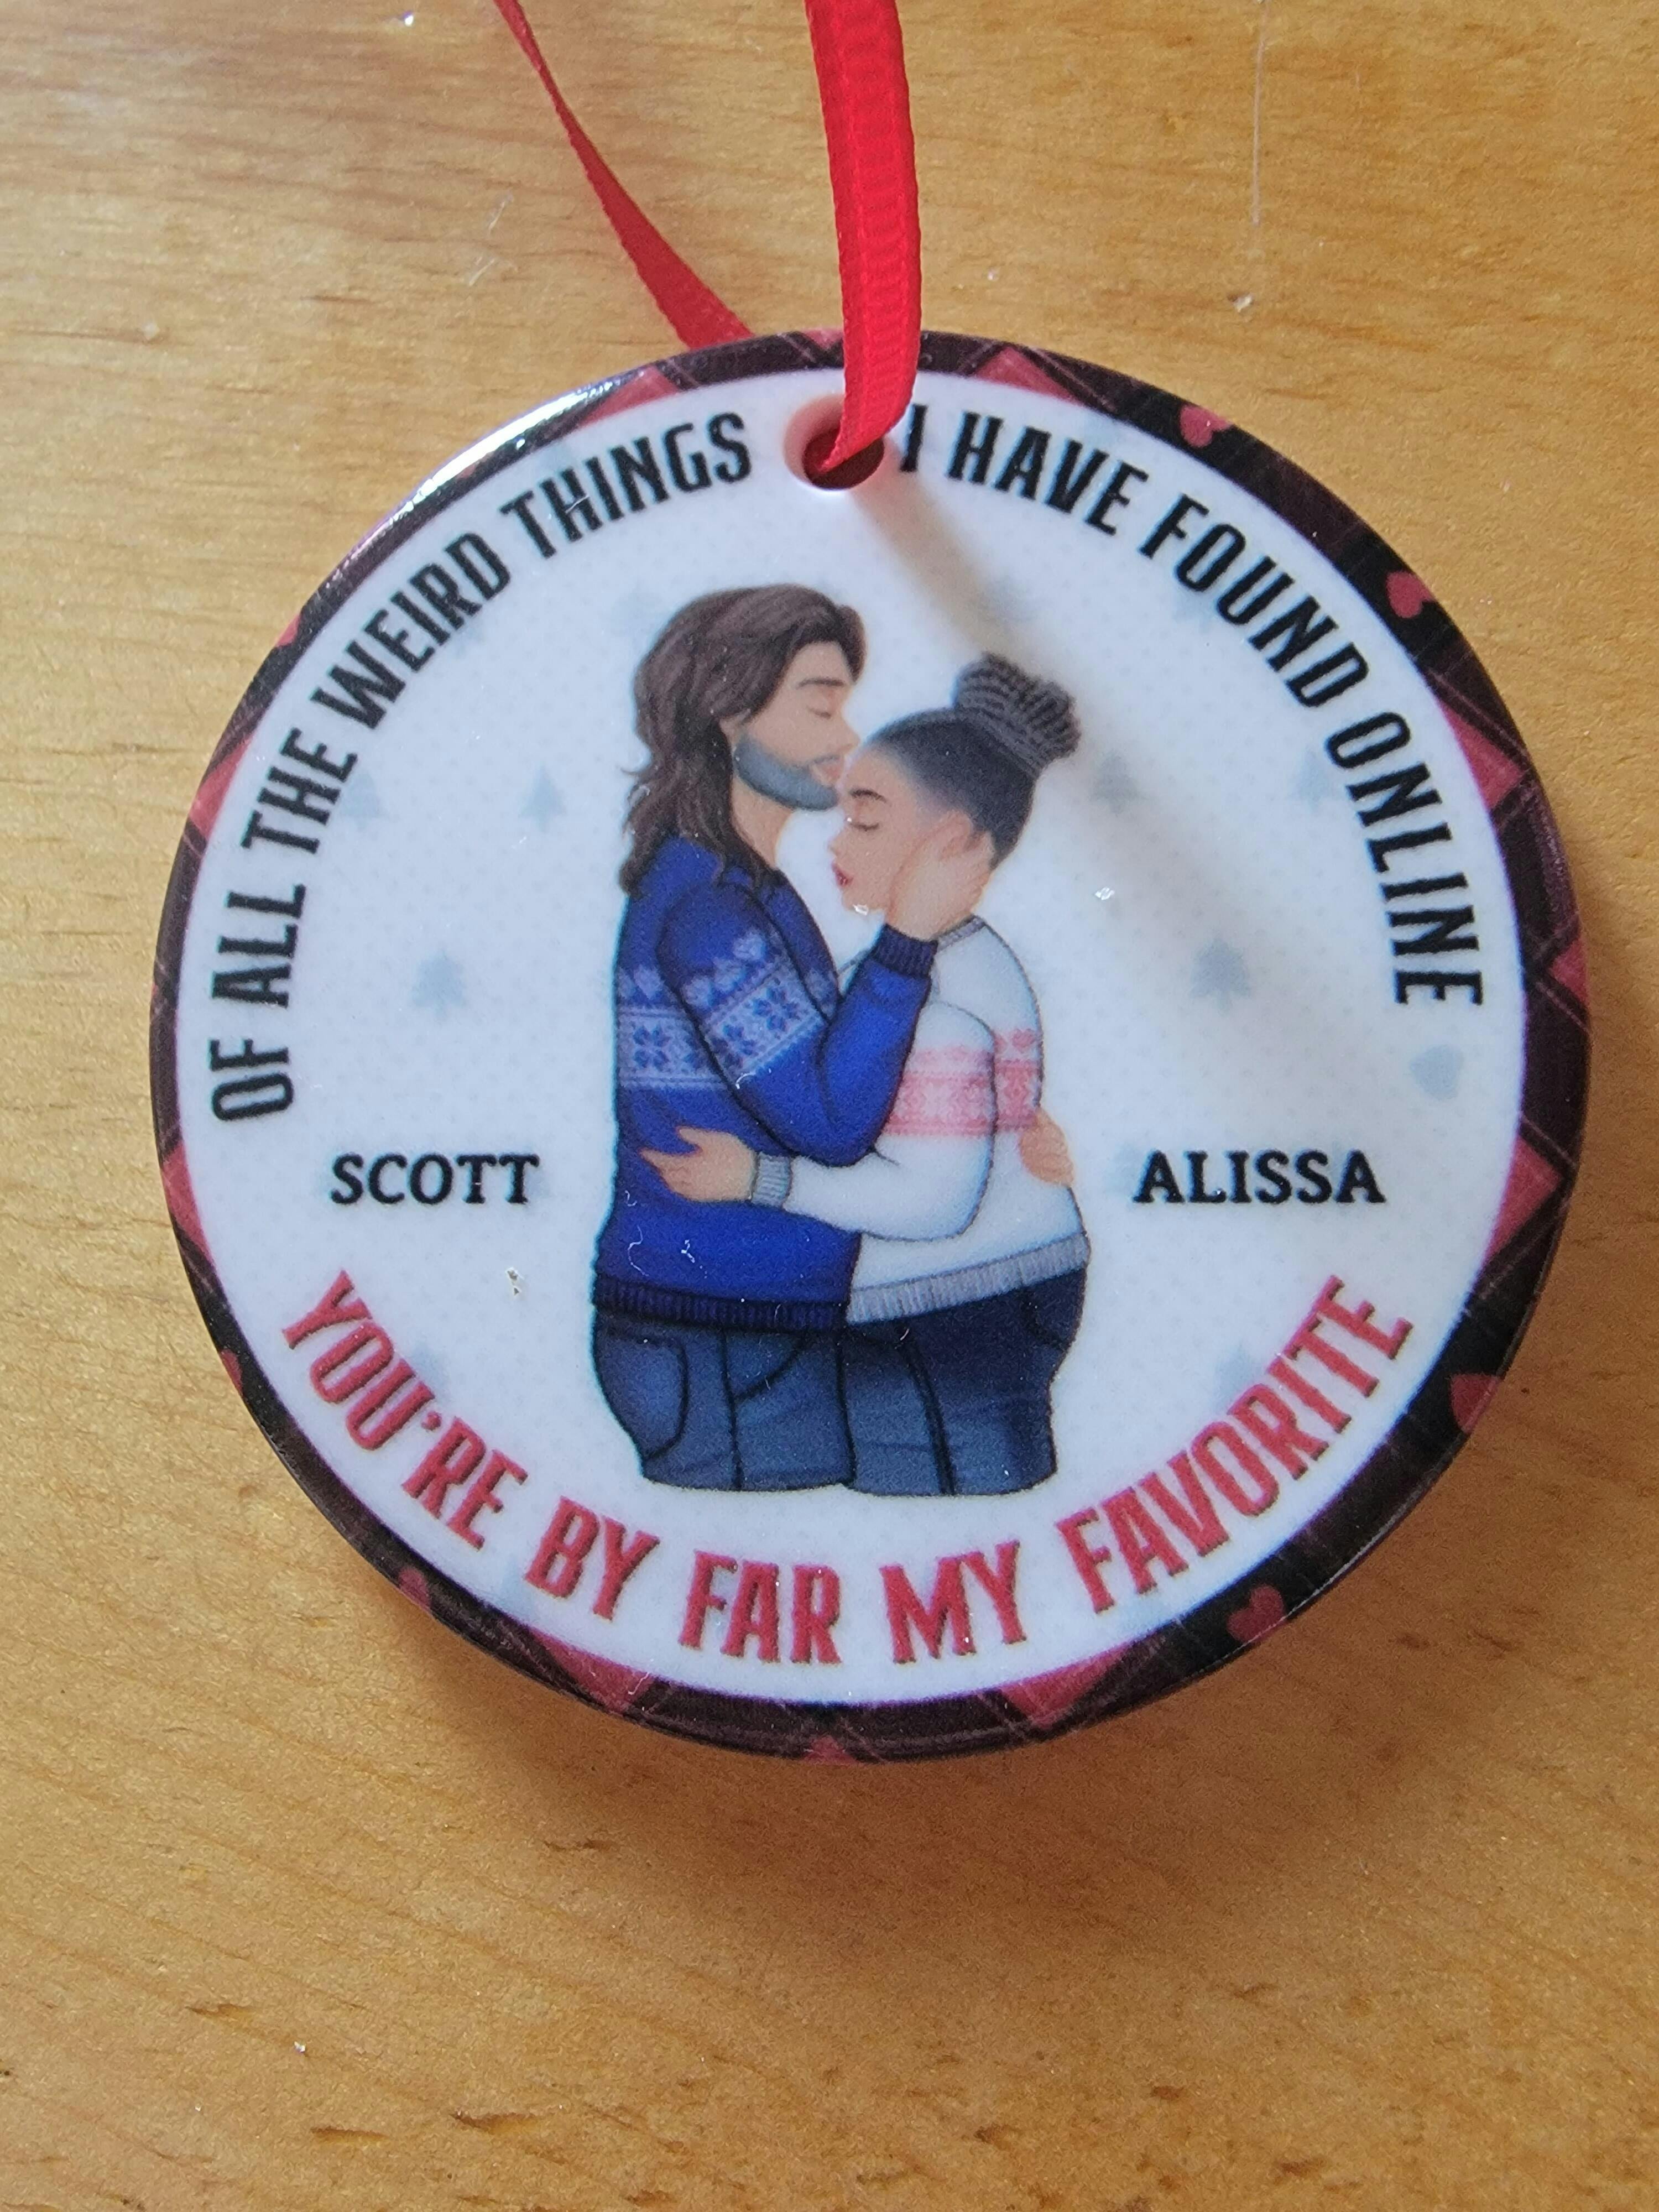 OF ALL THE WEIRD THINGS I HAVE FOUND ONLINE
SCOTT
ALISSA
YOU'RE BY FAR MY FAVORITE